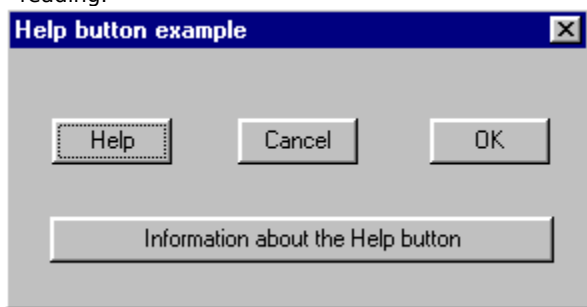 reading.
Help button example
Help Cancel OK
Information about the Help button